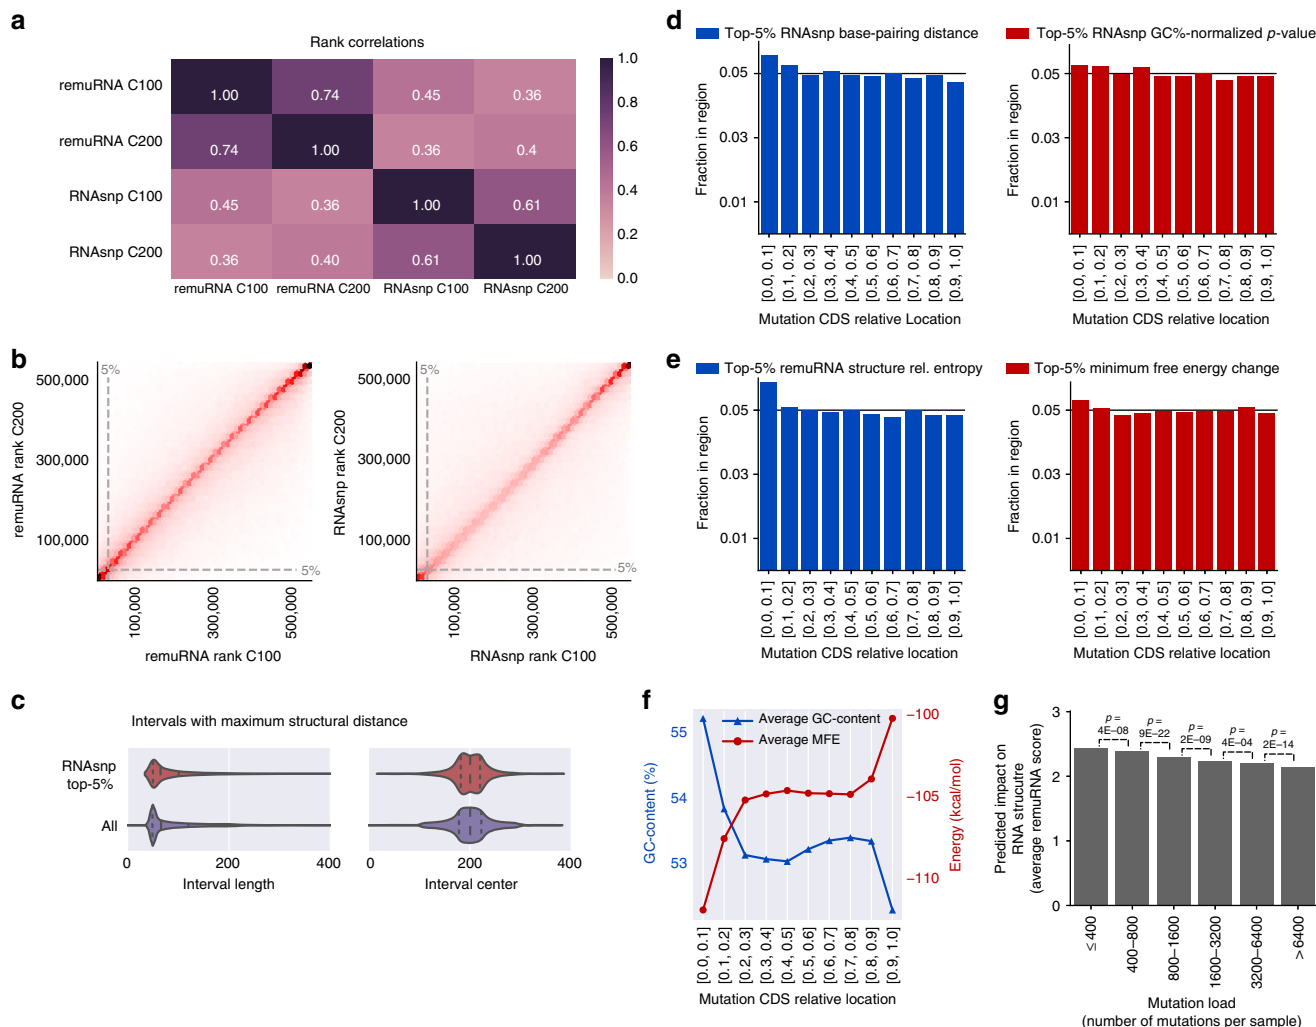 a
Rank correlations
remuRNA C100
remuRNA C200
RNAsnp C100
RNAsnp C200
1.00 0.74 0.45 0.36
0.74 1.00 0.36 0.4
0.45 0.36 1.00 0.61
0.36 0.40 0.61 1.00
remuRNA C100 remuRNA C200 RNAsnp C100 RNAsnp C200
1.0
0.8
0.6
0.4
0.2
0.0
b
remuRNA rank C200
500,000
300,000
100,000
5%
5%
100,000
300,000
500,000
remuRNA rank C100
RNAsnp rank C200
500,000
300,000
100,000
5%
5%
100,000
300,000
500,000
RNAsnp rank C100
c
Intervals with maximum structural distance
RNAsnp
top-5%
All
0 200 400
Interval length
0 200 400
Interval center
d
Top-5% RNAsnp base-pairing distance
Fraction in region
0.05
0.03
0.01
[0.0, 0.1]
[0.1, 0.2]
[0.2, 0.3]
[0.3, 0.4]
[0.4, 0.5]
[0.5, 0.6]
[0.6, 0.7]
[0.7, 0.8]
[0.8, 0.9]
[0.9, 1.0]
Mutation CDS relative Location
Top-5% RNAsnp GC%-normalized p-value
Fraction in region
0.05
0.03
0.01
[0.0, 0.1]
[0.1, 0.2]
[0.2, 0.3]
[0.3, 0.4]
[0.4, 0.5]
[0.5, 0.6]
[0.6, 0.7]
[0.7, 0.8]
[0.8, 0.9]
[0.9, 1.0]
Mutation CDS relative location
e
Top-5% remuRNA structure rel. entropy
Fraction in region
0.05
0.03
0.01
[0.0, 0.1]
[0.1, 0.2]
[0.2, 0.3]
[0.3, 0.4]
[0.4, 0.5]
[0.5, 0.6]
[0.6, 0.7]
[0.7, 0.8]
[0.8, 0.9]
[0.9, 1.0]
Mutation CDS relative location
Top-5% minimum free energy change
Fraction in region
0.05
0.03
0.01
[0.0, 0.1]
[0.1, 0.2]
[0.2, 0.3]
[0.3, 0.4]
[0.4, 0.5]
[0.5, 0.6]
[0.6, 0.7]
[0.7, 0.8]
[0.8, 0.9]
[0.9, 1.0]
Mutation CDS relative location
f
GC-content (%)
55
54
53
Average GC-content
Average MFE
−100
−105
−110
Energy (kcal/mol)
[0.0, 0.1]
[0.1, 0.2]
[0.2, 0.3]
[0.3, 0.4]
[0.4, 0.5]
[0.5, 0.6]
[0.6, 0.7]
[0.7, 0.8]
[0.8, 0.9]
[0.9, 1.0]
Mutation CDS relative location
g
Predicted impact on
RNA strucutre
(average remuRNA score)
3
2
1
0
p =
4E−08
p =
9E−22
p =
2E−09
p =
4E−04
p =
2E−14
≤ 400
400−800
800−1600
1600−3200
3200−6400
> 6400
Mutation load
(number of mutations per sample)